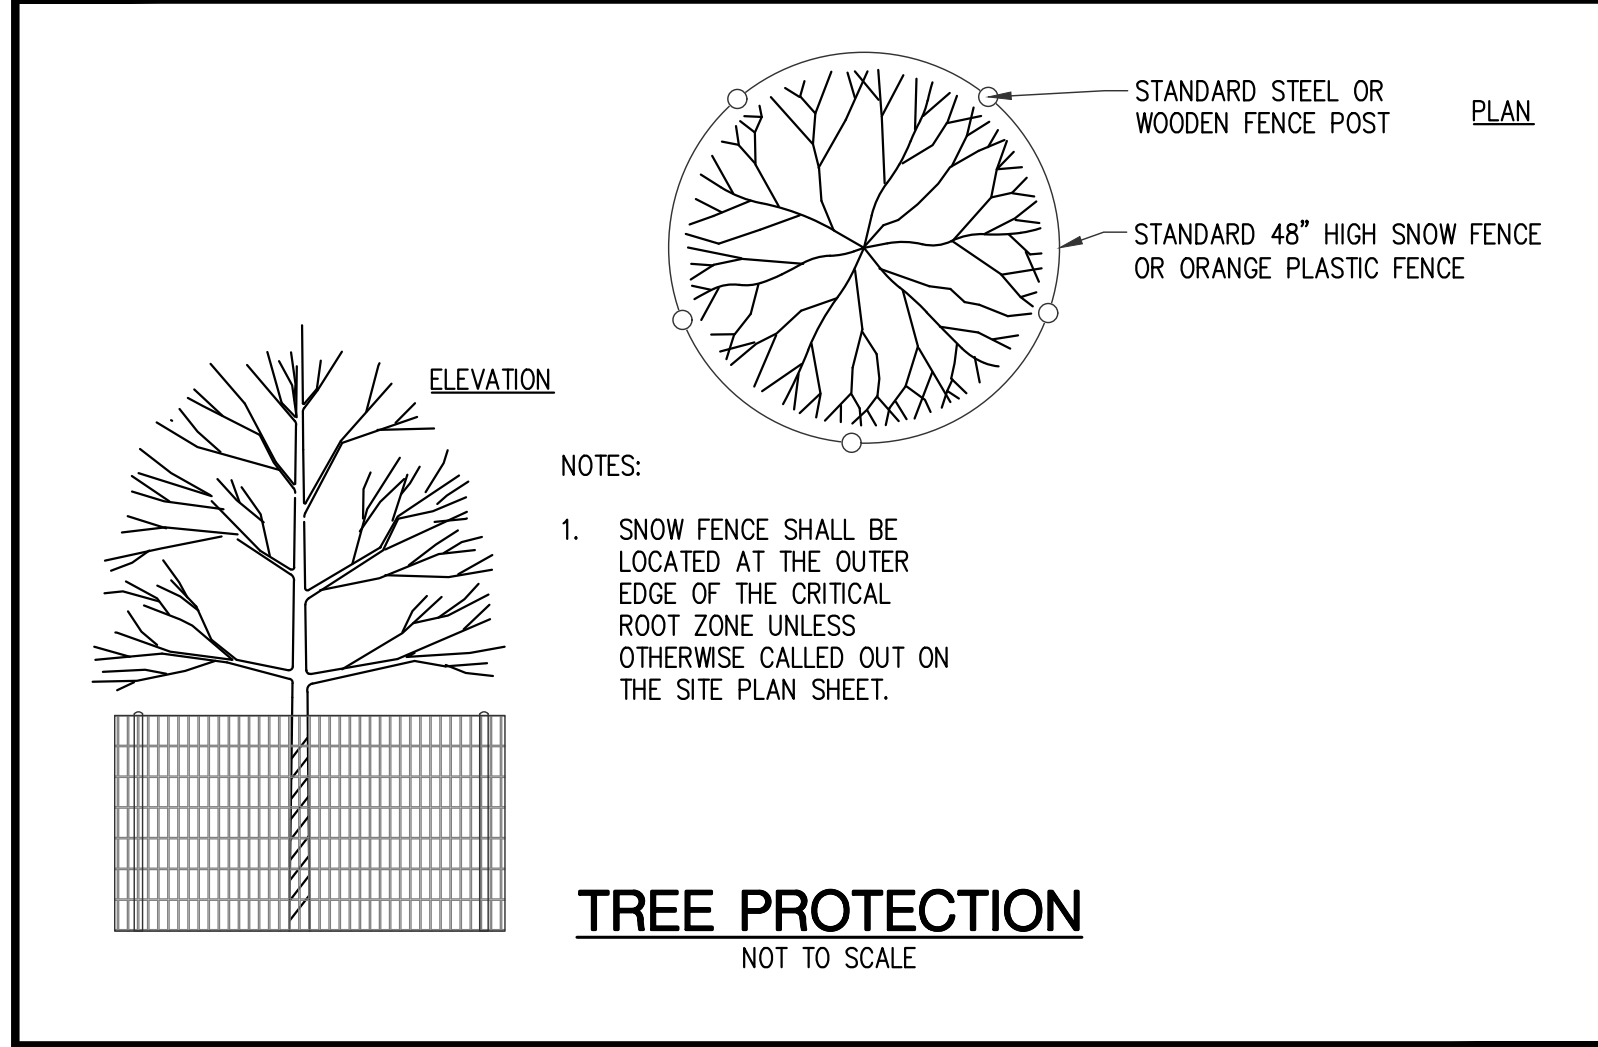 STANDARD STEEL OR
WOODEN FENCE POST
PLAN
STANDARD 48” HIGH SNOW FENCE
OR ORANGE PLASTIC FENCE
ELEVATION
NOTES:
1. SNOW FENCE SHALL BE
LOCATED AT THE OUTER
EDGE OF THE CRITICAL
ROOT ZONE UNLESS
OTHERWISE CALLED OUT ON
THE SITE PLAN SHEET.
TREE PROTECTION
NOT TO SCALE